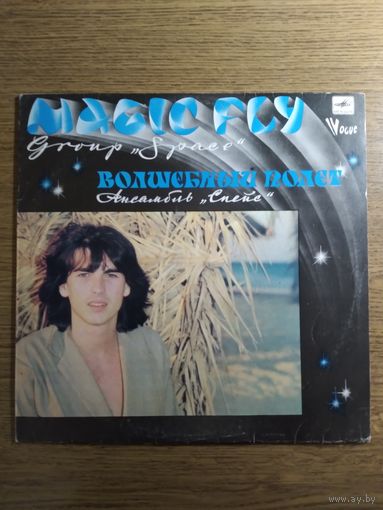 MAGIC FLY
Group „Space“
Vogue
ВОЛШЕБНЫЙ ПОЛЕТ
Ансамбль „Спейс“
www.ay.by